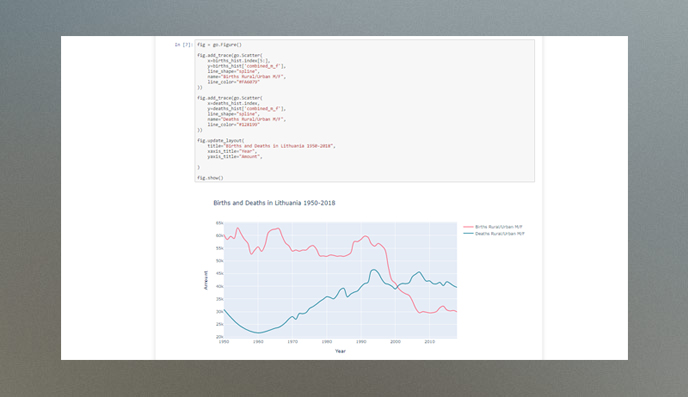 In [7]: fig = go.Figure()
fig.add_trace(go.Scatter(
x=births_hist.index[5:],
y=births_hist['combined_m_f'],
line_shape="spline",
name="Births Rural/Urban M/F",
))
fig.add_trace(go.Scatter(
x=deaths_hist.index,
y=deaths_hist['combined_m_f'],
line_shape="spline",
name="Deaths Rural/Urban M/F",
))
fig.update_layout(
title="Births and Deaths in Lithuania 1950-2018",
xaxis_title="Year",
yaxis_title="Amount",
)
fig.show()
Births and Deaths in Lithuania 1950-2018
65k
60k
55k
50k
45k
40k
35k
30k
25k
20k
Amount
1950
1960
1970
1980
1990
2000
2010
Year
Births Rural/Urban M/F
Deaths Rural/Urban M/F